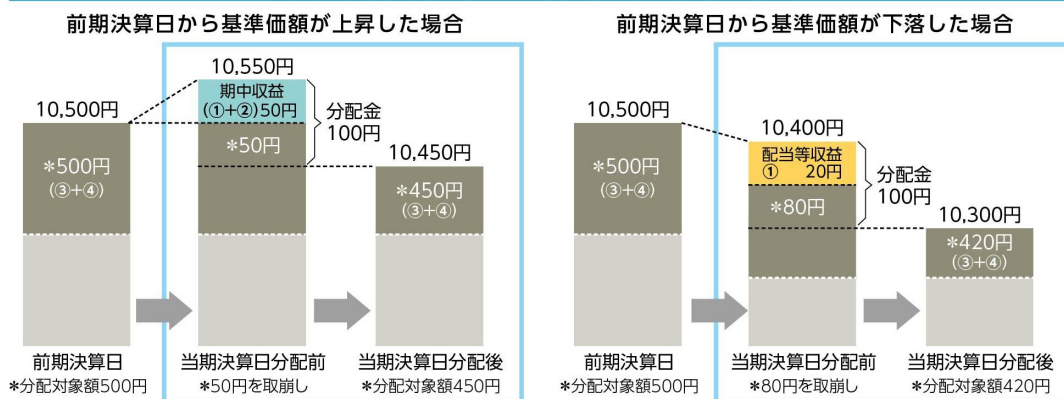 前期決算日から基準価額が上昇した場合
10,500円
10,550円
期中収益
(①+②)50円
分配金
100円
*500円
(③+④)
*50円
10,450円
*450円
(③+④)
前期決算日
*分配対象額500円
当期決算日分配前
*50円を取崩し
当期決算日分配後
*分配対象額450円
前期決算日から基準価額が下落した場合
10,500円
10,400円
配当等収益
① 20円
分配金
100円
*500円
(③+④)
*80円
10,300円
*420円
(③+④)
前期決算日
*分配対象額500円
当期決算日分配前
*80円を取崩し
当期決算日分配後
*分配対象額420円